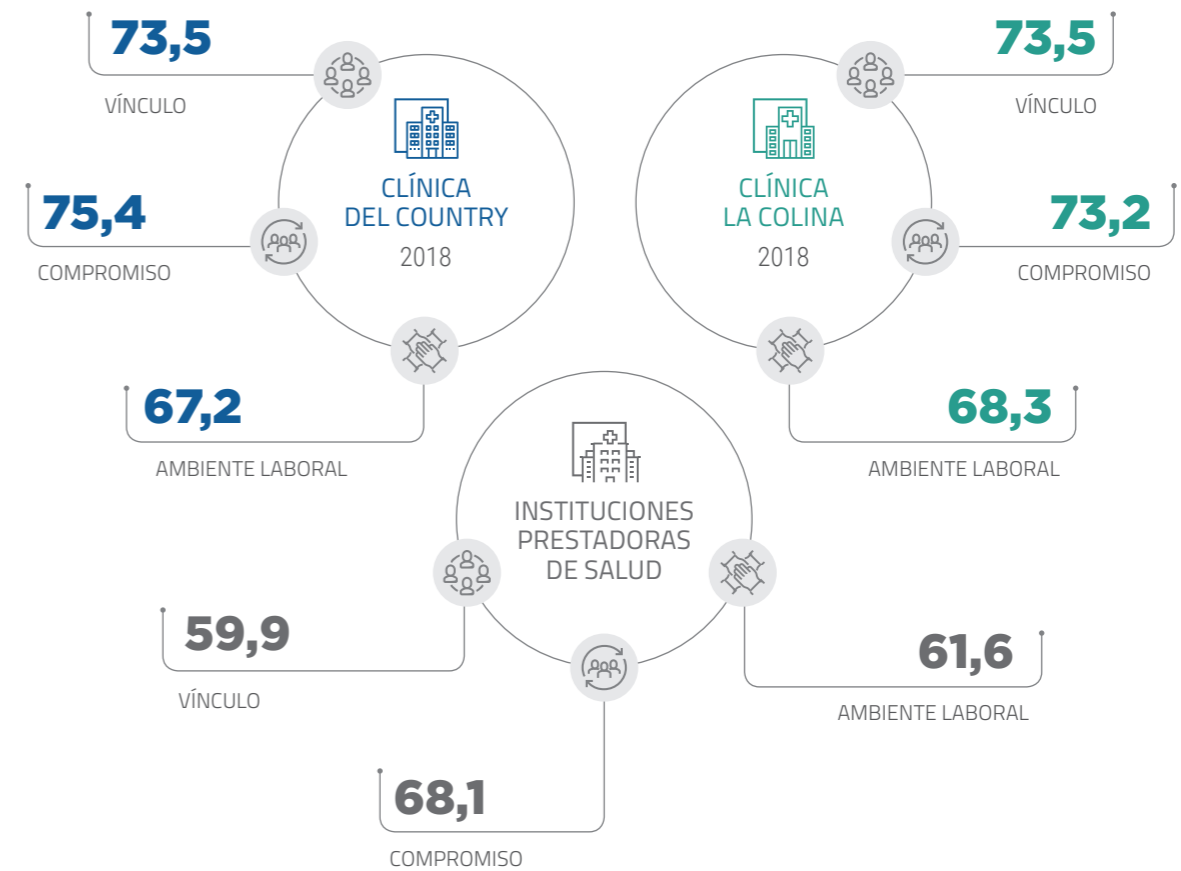 73,5
VÍNCULO
75,4
COMPROMISO
67,2
AMBIENTE LABORAL
CLÍNICA
DEL COUNTRY
2018
CLÍNICA
LA COLINA
2018
73,5
VÍNCULO
73,2
COMPROMISO
68,3
AMBIENTE LABORAL
INSTITUCIONES
PRESTADORAS
DE SALUD
59,9
VÍNCULO
68,1
COMPROMISO
61,6
AMBIENTE LABORAL